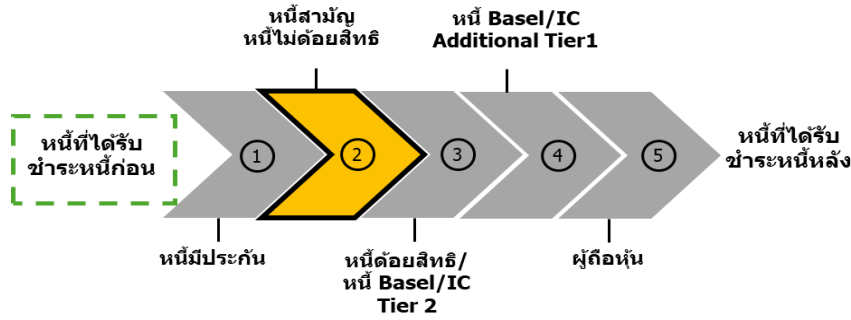 หนี้สามัญ
หนี้ไม่ด้อยสิทธิ
หนี้ Basel/IC
Additional Tier1
หนี้ที่ได้รับ
ชำระหนี้ก่อน
1
2
3
4
5
หนี้ที่ได้รับ
ชำระหนี้หลัง
หนี้มีประกัน
หนี้ด้อยสิทธิ/
หนี้ Basel/IC
Tier 2
ผู้ถือหุ้น